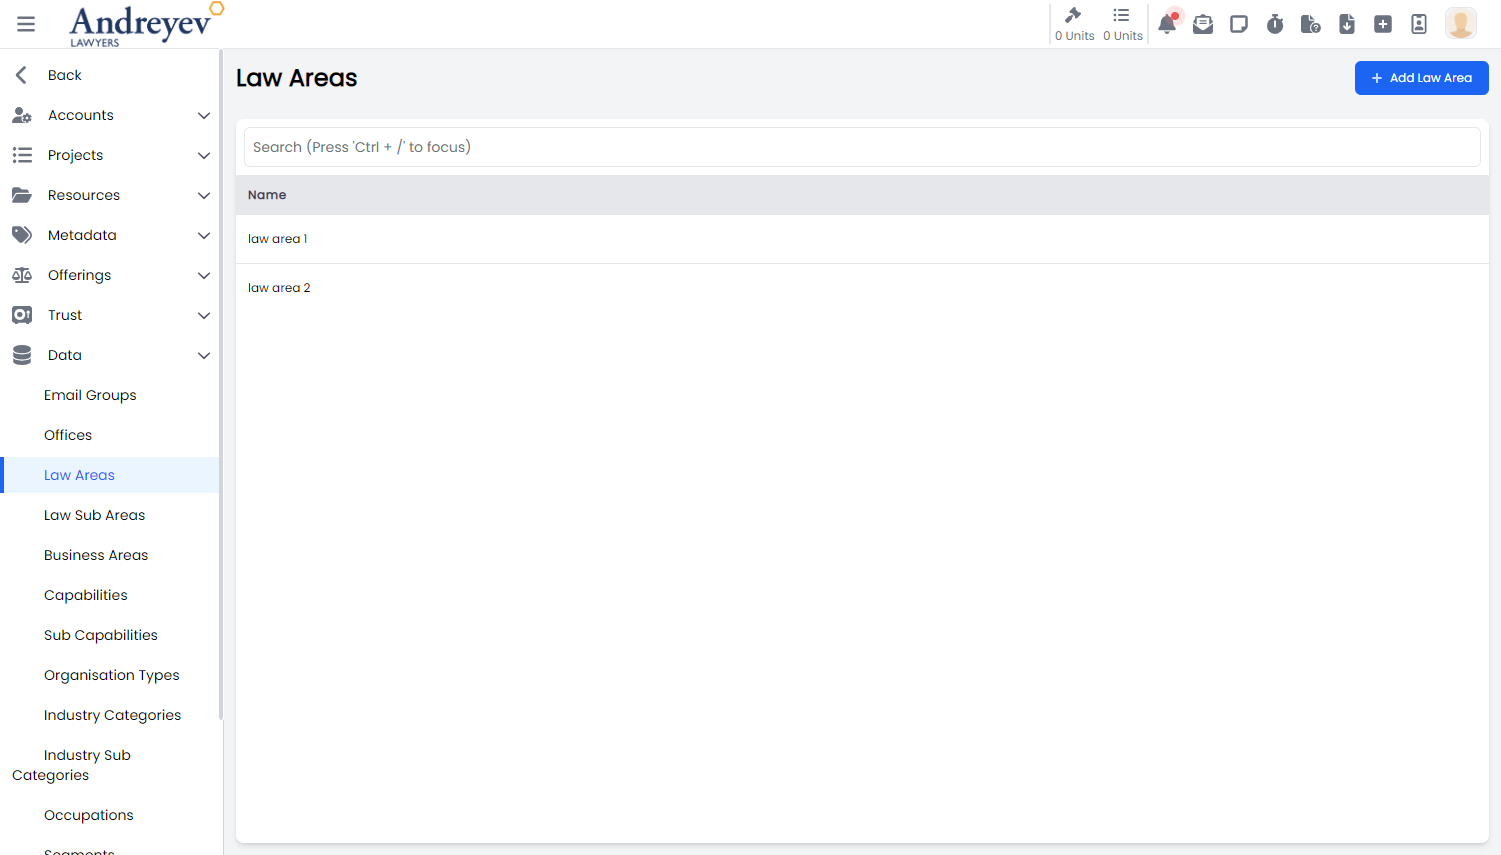 Andreyev
LAWYERS
0 Units
0 Units
Back
Accounts
Projects
Resources
Metadata
Offerings
Trust
Data
Email Groups
Offices
Law Areas
Law Sub Areas
Business Areas
Capabilities
Sub Capabilities
Organisation Types
Industry Categories
Industry Sub
Categories
Occupations
Segments
Law Areas
+ Add Law Area
Search (Press 'Ctrl + /' to focus)
Name
law area 1
law area 2